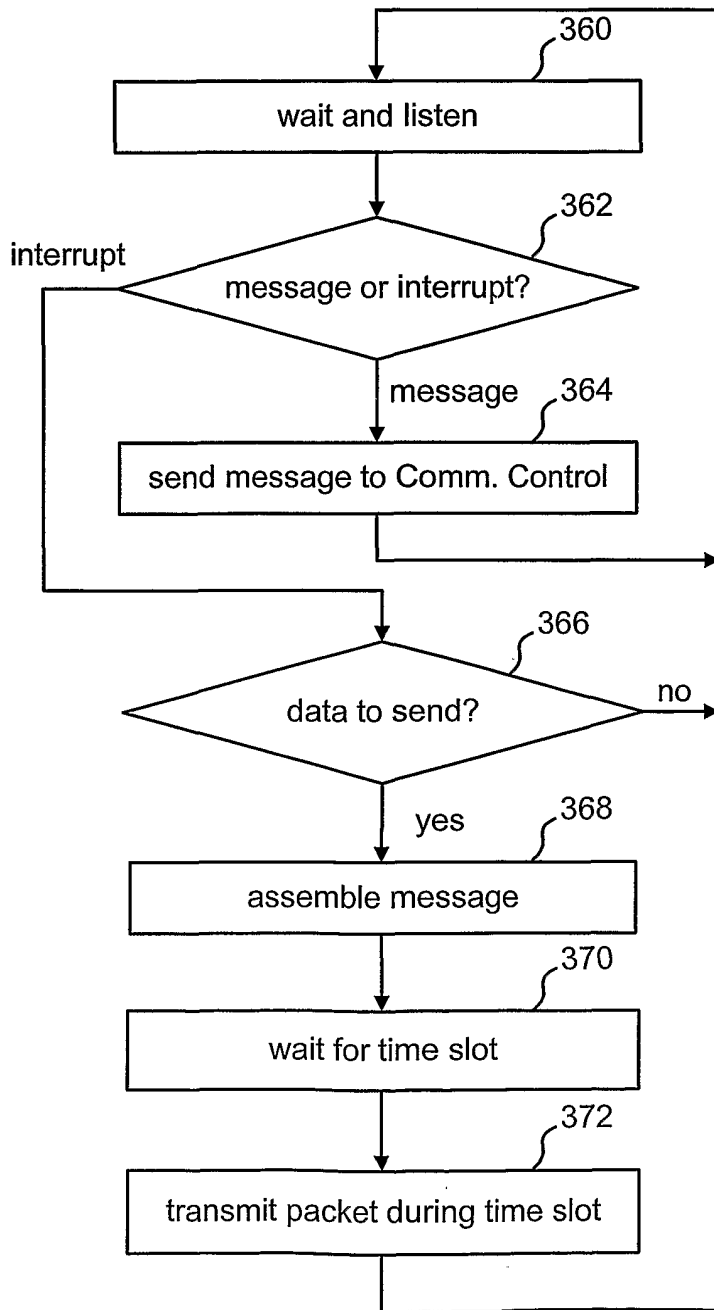 360
wait and listen
362
interrupt
message or interrupt?
message
364
send message to Comm. Control
366
no
data to send?
yes
368
assemble message
370
wait for time slot
372
transmit packet during time slot